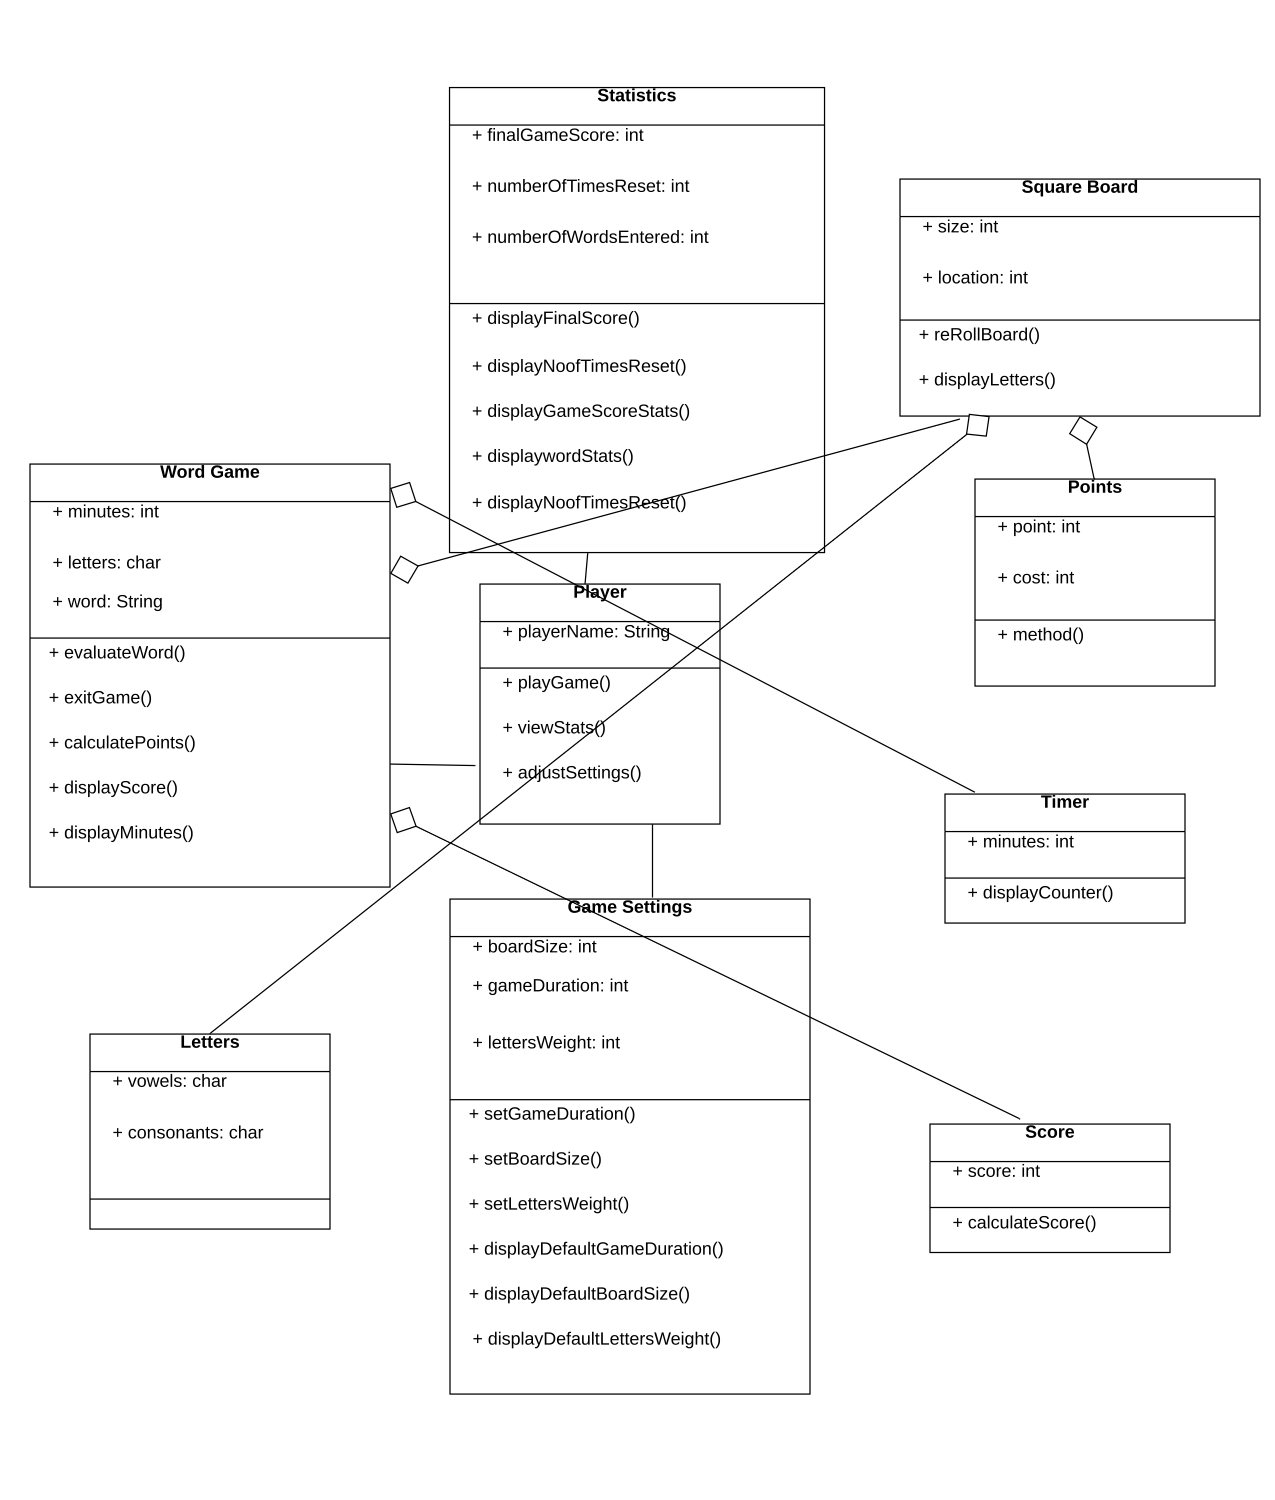 Statistics
+ finalGameScore: int
+ numberOfTimesReset: int
+ numberOfWordsEntered: int
+ displayFinalScore()
+ displayNoofTimesReset()
+ displayGameScoreStats()
+ displaywordStats()
+ displayNoofTimesReset()
Square Board
+ size: int
+ location: int
+ reRollBoard()
+ displayLetters()
Word Game
+ minutes: int
+ letters: char
+ word: String
+ evaluateWord()
+ exitGame()
+ calculatePoints()
+ displayScore()
+ displayMinutes()
Player
+ playerName: String
+ playGame()
+ viewStats()
+ adjustSettings()
Points
+ point: int
+ cost: int
+ method()
Timer
+ minutes: int
+ displayCounter()
Game Settings
+ boardSize: int
+ gameDuration: int
+ lettersWeight: int
+ setGameDuration()
+ setBoardSize()
+ setLettersWeight()
+ displayDefaultGameDuration()
+ displayDefaultBoardSize()
+ displayDefaultLettersWeight()
Letters
+ vowels: char
+ consonants: char
Score
+ score: int
+ calculateScore()